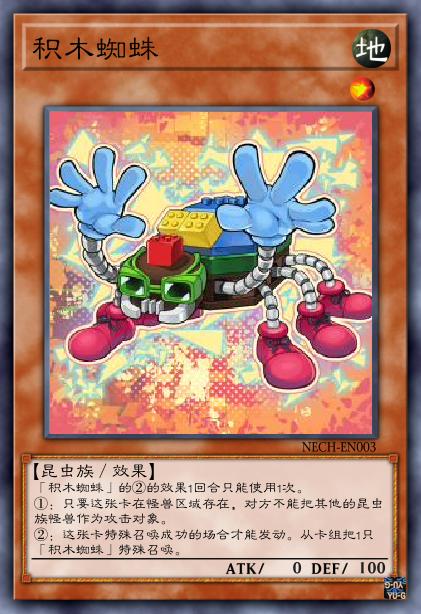 积木蜘蛛
地
NECH-EN003
【昆虫族／效果】
「积木蜘蛛」的②的效果1回合只能使用1次。
①：只要这张卡在怪兽区域存在，对方不能把其他的昆虫
族怪兽作为攻击对象。
②：这张卡特殊召唤成功的场合才能发动。从卡组把1只
「积木蜘蛛」特殊召唤。
ATK/ 0 DEF/ 100